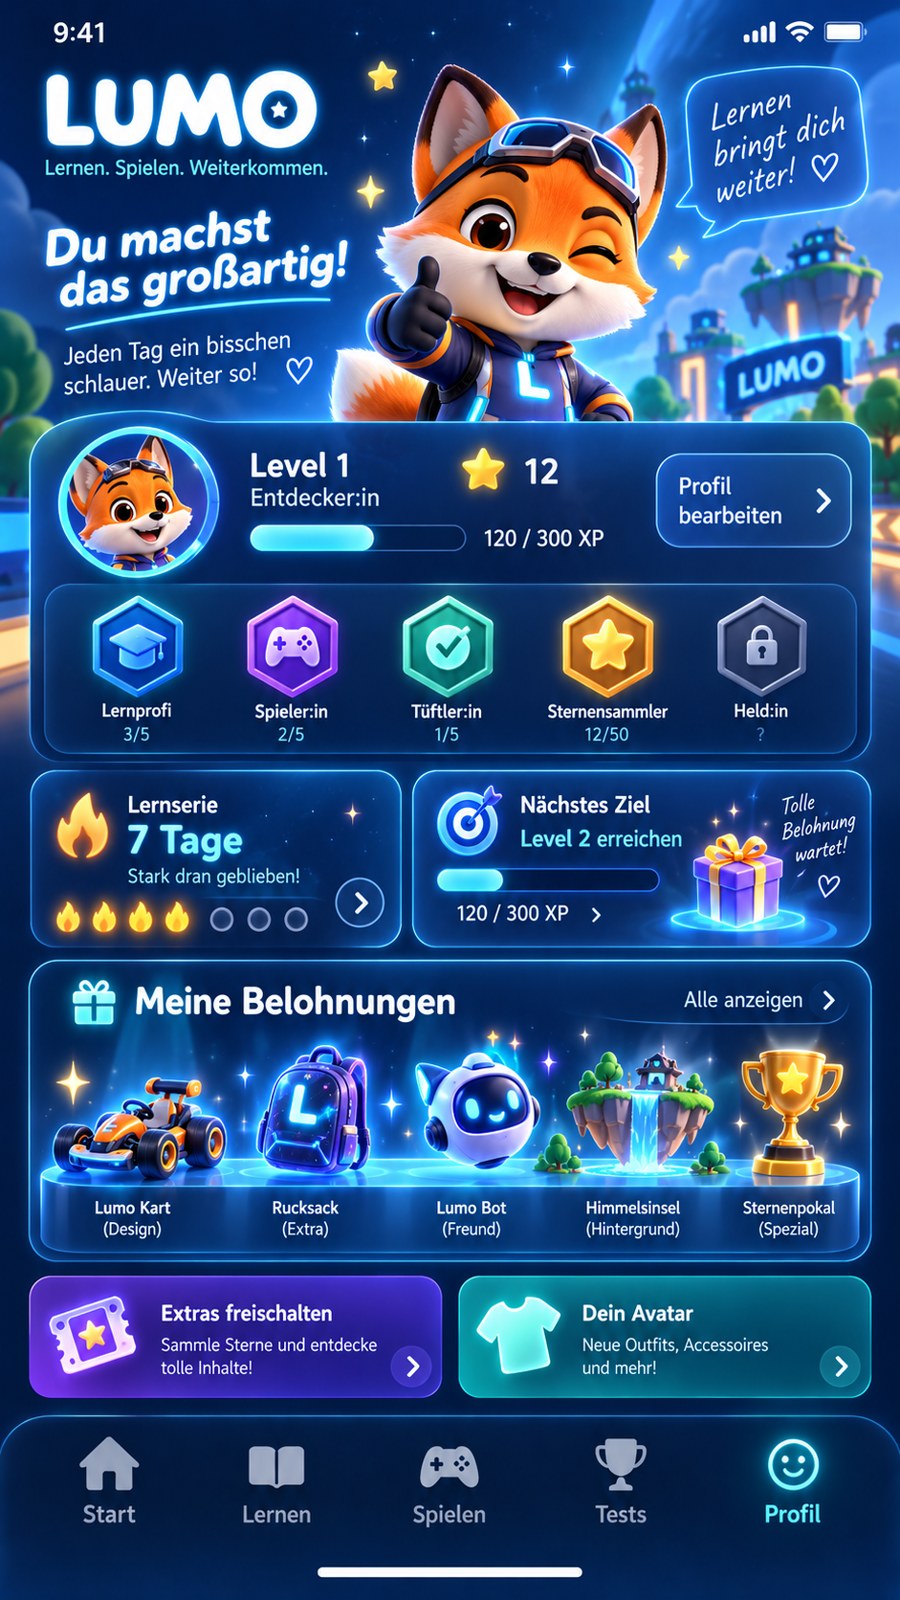 9:41
LUMO
Lernen. Spielen. Weiterkommen.
Lernen
bringt dich
weiter! ♡
Du machst
das großartig!
Jeden Tag ein bisschen
schlauer. Weiter so! ♡
LUMO
L
Level 1
Entdecker:in
12
120 / 300 XP
Profil
bearbeiten
Lernprofi
3/5
Spieler:in
2/5
Tüftler:in
1/5
Sternensammler
12/50
Held:in
?
Lernserie
7 Tage
Stark dran geblieben!
Nächstes Ziel
Level 2 erreichen
120 / 300 XP
Tolle
Belohnung
wartet!
♡
Meine Belohnungen
Alle anzeigen
L
L
Lumo Kart
(Design)
Rucksack
(Extra)
Lumo Bot
(Freund)
Himmelsinsel
(Hintergrund)
Sternenpokal
(Spezial)
Extras freischalten
Sammle Sterne und entdecke
tolle Inhalte!
Dein Avatar
Neue Outfits, Accessoires
und mehr!
Start
Lernen
Spielen
Tests
Profil